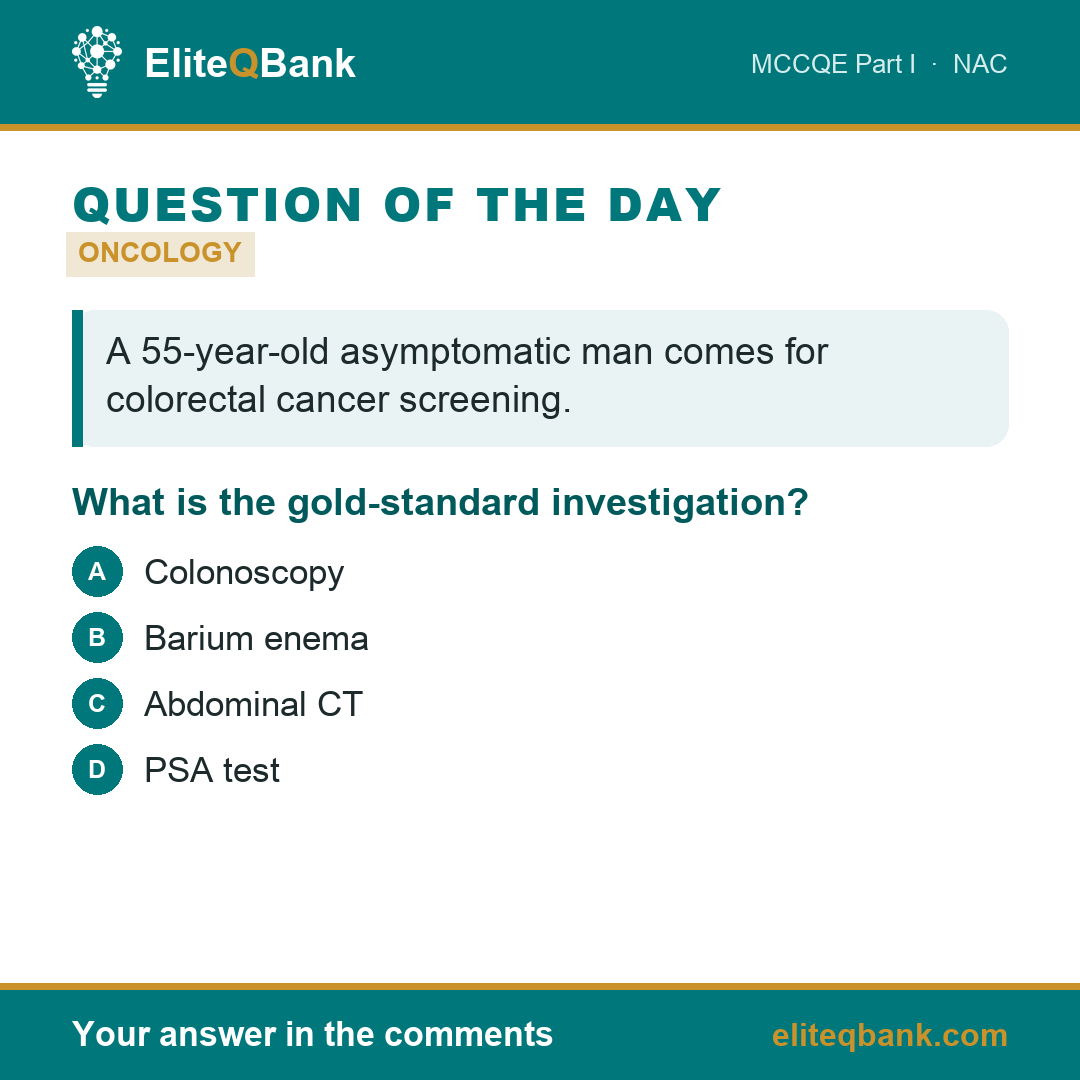 EliteQBank
MCCQE Part I · NAC
QUESTION OF THE DAY
ONCOLOGY
A 55-year-old asymptomatic man comes for
colorectal cancer screening.
What is the gold-standard investigation?
A Colonoscopy
B Barium enema
C Abdominal CT
D PSA test
Your answer in the comments
eliteqbank.com